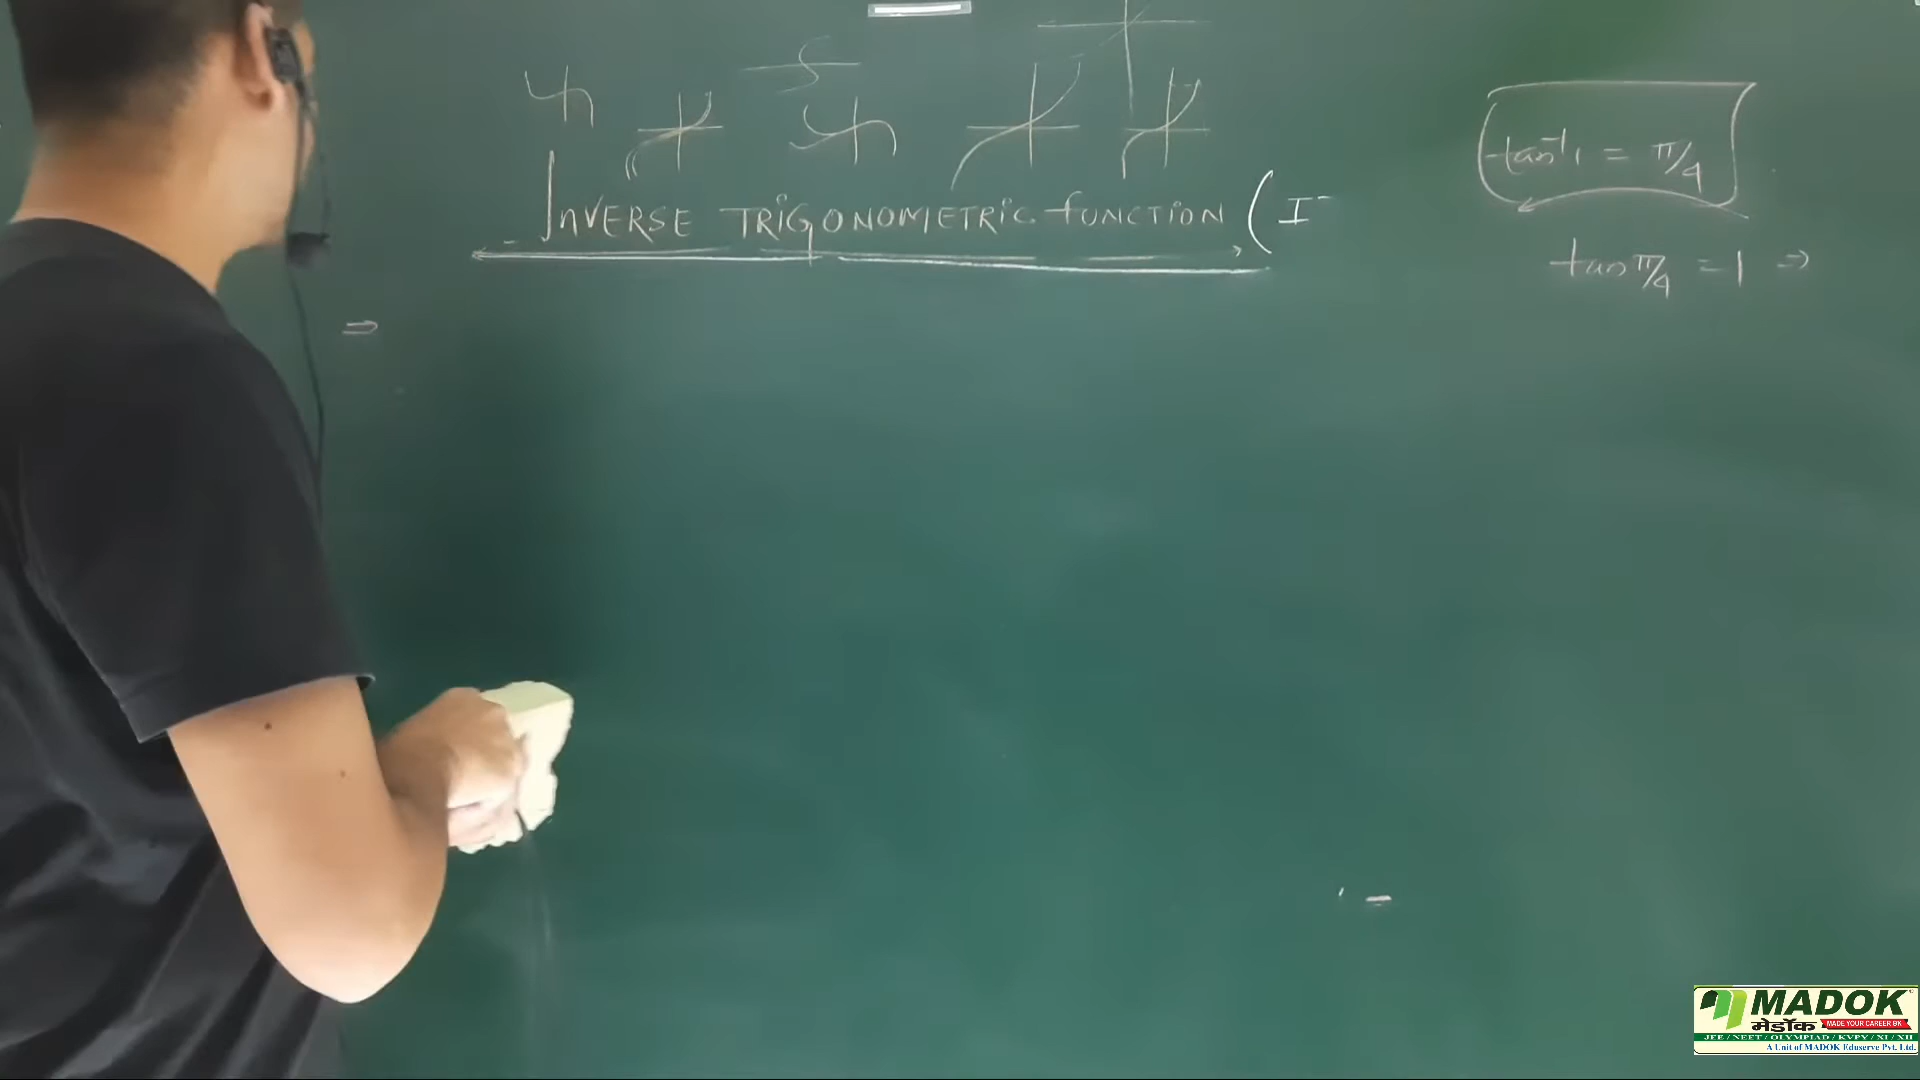 INVERSE TRIGONOMETRIC FUNCTION (I
tan⁻¹1 = π/4
tan π/4 = 1 ⇒
⇒
MADOK
मेडॉक MADE YOUR CAREER BK
JEE / NEET / OLYMPIAD / KVPY / XI / XII
A Unit of MADOK Eduserve Pvt. Ltd.